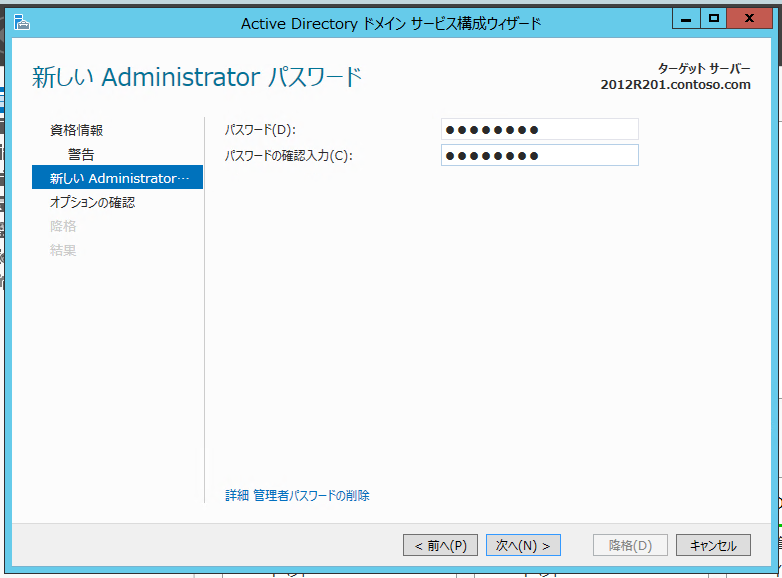 Active Directory ドメイン サービス構成ウィザード
新しい Administrator パスワード
ターゲット サーバー
2012R201.contoso.com
資格情報
警告
新しい Administrator…
オプションの確認
降格
結果
パスワード(D):
●●●●●●●●
パスワードの確認入力(C):
●●●●●●●●
詳細 管理者パスワードの削除
< 前へ(P)
次へ(N) >
降格(D)
キャンセル